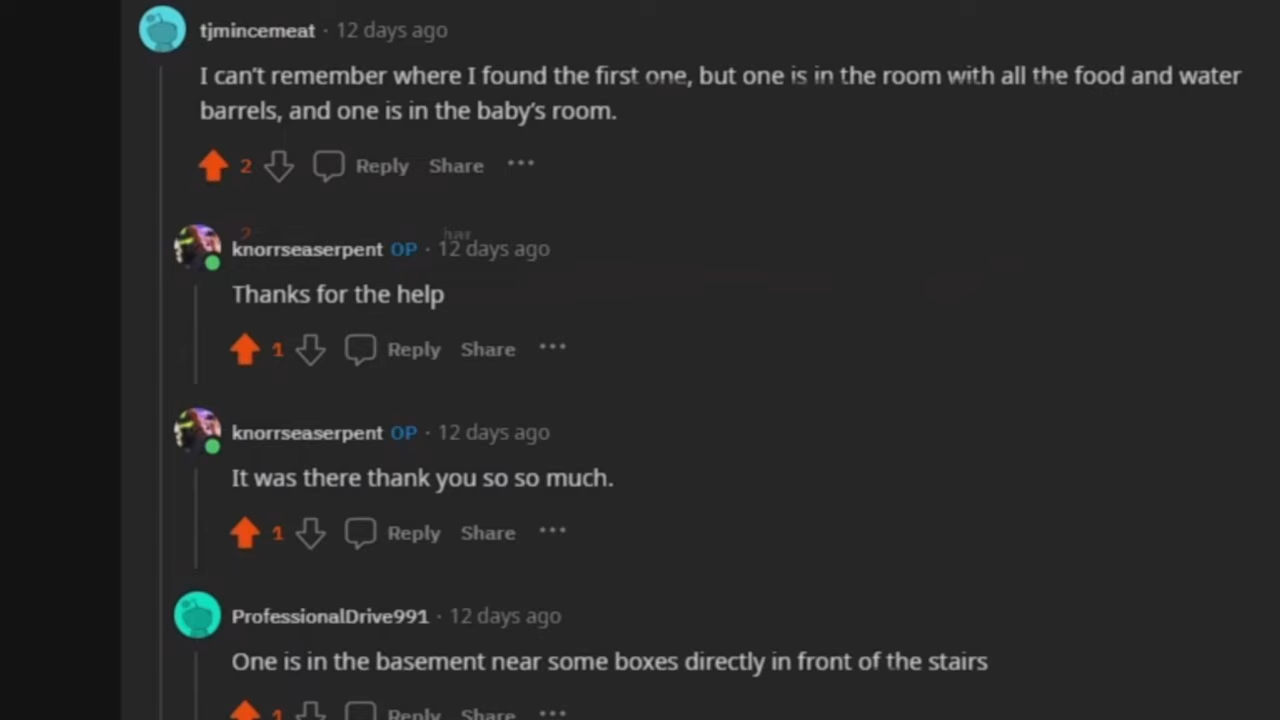 tjmincemeat · 12 days ago
I can't remember where I found the first one, but one is in the room with all the food and water
barrels, and one is in the baby's room.
2 Reply Share ···
knorrseaserpent OP · 12 days ago
Thanks for the help
1 Reply Share ···
knorrseaserpent OP · 12 days ago
It was there thank you so so much.
1 Reply Share ···
ProfessionalDrive991 · 12 days ago
One is in the basement near some boxes directly in front of the stairs
1 Reply Share ···